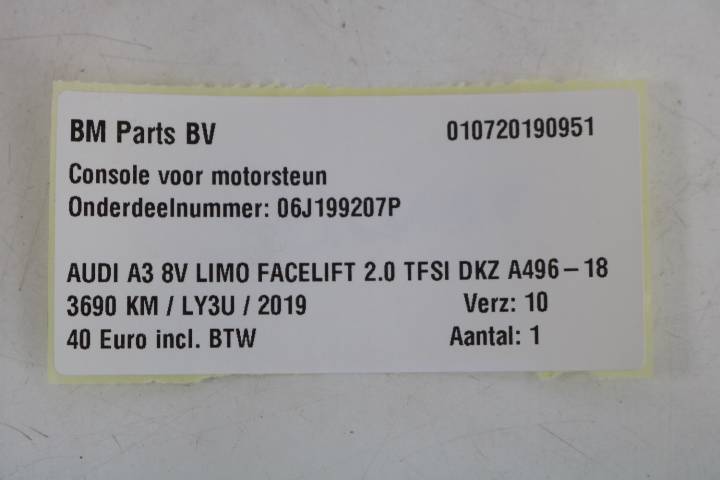 BM Parts BV 010720190951
Console voor motorsteun
Onderdeelnummer: 06J199207P
AUDI A3 8V LIMO FACELIFT 2.0 TFSI DKZ A496-18
3690 KM / LY3U / 2019 Verz: 10
40 Euro incl. BTW Aantal: 1